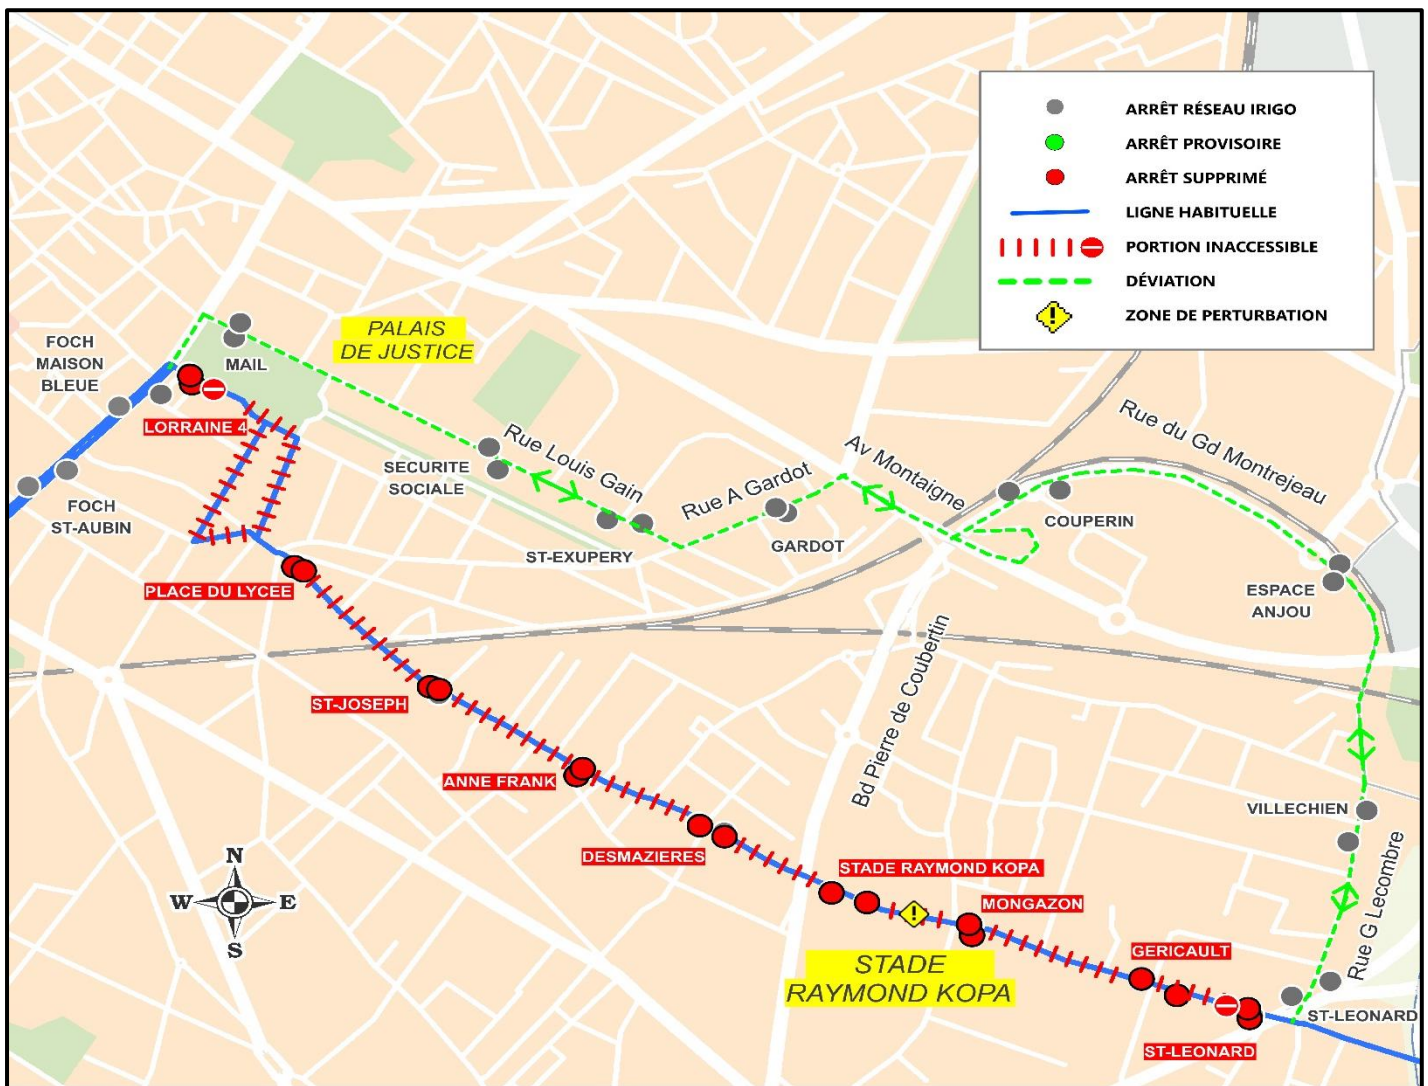 ARRÊT RÉSEAU IRIGO
ARRÊT PROVISOIRE
ARRÊT SUPPRIMÉ
LIGNE HABITUELLE
PORTION INACCESSIBLE
DÉVIATION
ZONE DE PERTURBATION
FOCH
MAISON
BLEUE
MAIL
PALAIS
DE JUSTICE
LORRAINE 4
FOCH
ST-AUBIN
SECURITE
SOCIALE
Rue Louis Gain
ST-EXUPERY
Rue A Gardot
GARDOT
Av Montaigne
COUPERIN
Rue du Gd Montrejeau
ESPACE
ANJOU
PLACE DU LYCEE
ST-JOSEPH
ANNE FRANK
DESMAZIERES
Bd Pierre de Coubertin
STADE RAYMOND KOPA
MONGAZON
STADE
RAYMOND KOPA
GERICAULT
ST-LEONARD
ST-LEONARD
VILLECHIEN
Rue G Lecombre
N
W
E
S